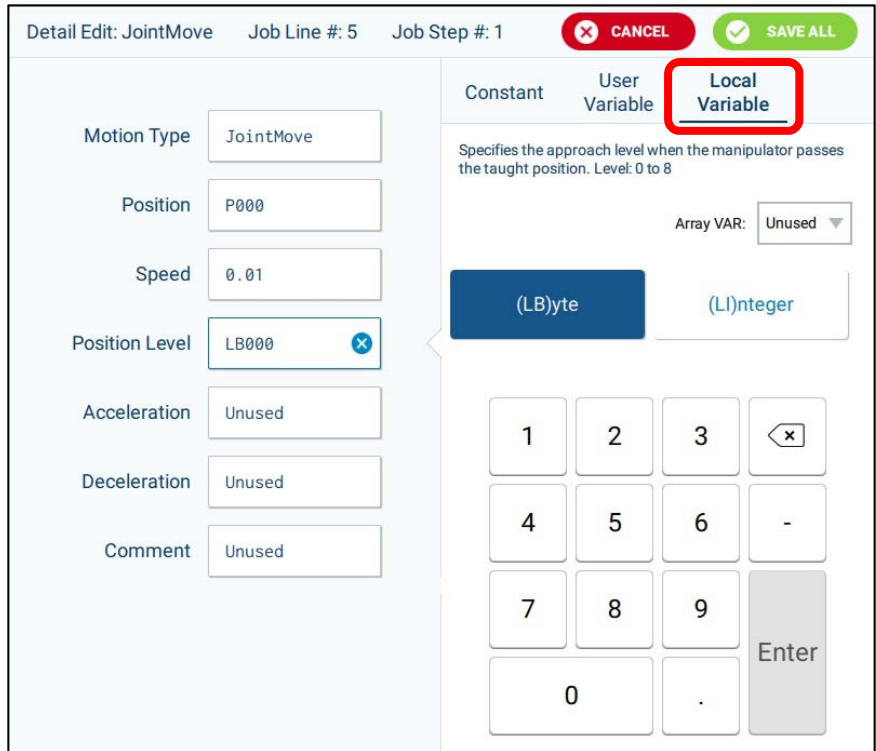 Detail Edit: JointMove Job Line #: 5 Job Step #: 1 CANCEL SAVE ALL
Constant
User
Variable
Local
Variable
Specifies the approach level when the manipulator passes
the taught position. Level: 0 to 8
Array VAR: Unused
(LB)yte (LI)nteger
Motion Type JointMove
Position P000
Speed 0.01
Position Level LB000
Acceleration Unused
Deceleration Unused
Comment Unused
1 2 3
4 5 6 -
7 8 9
Enter
0 .